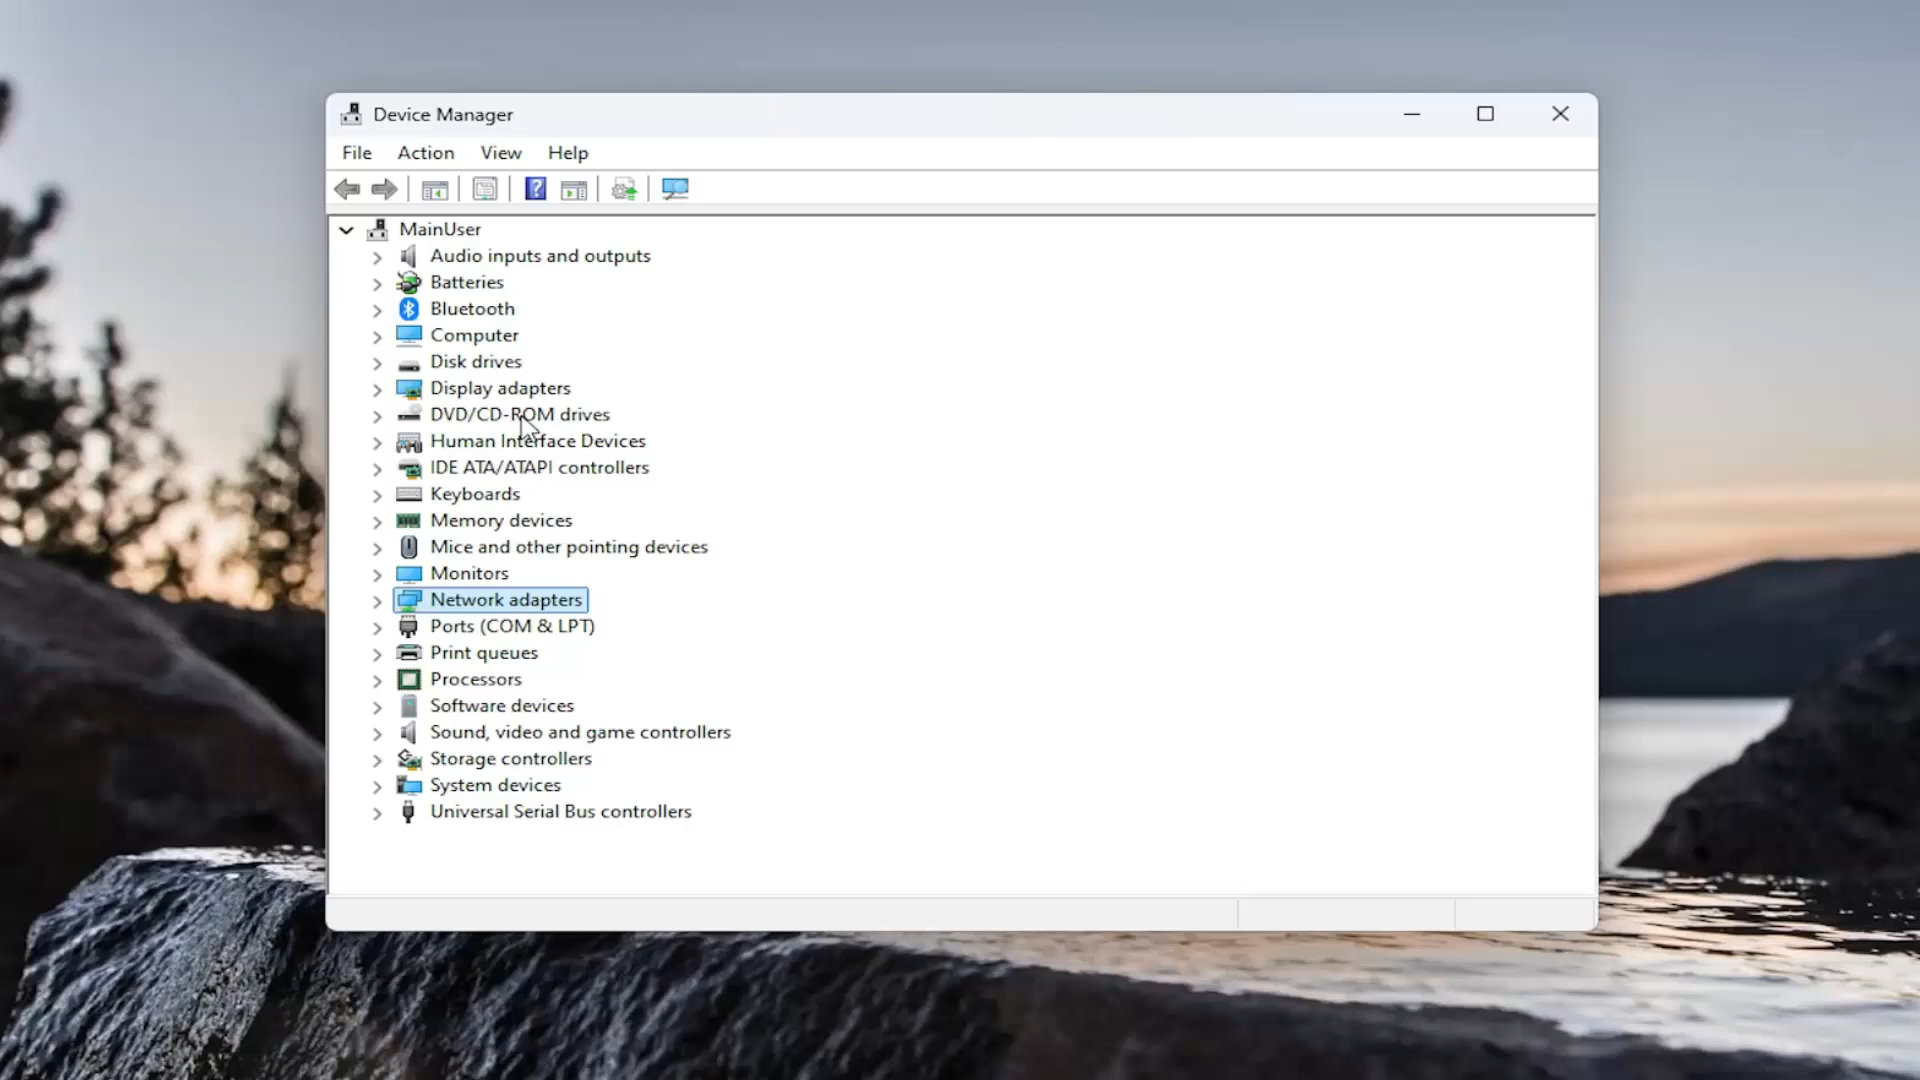 Device Manager
File Action View Help
MainUser
Audio inputs and outputs
Batteries
Bluetooth
Computer
Disk drives
Display adapters
DVD/CD-ROM drives
Human Interface Devices
IDE ATA/ATAPI controllers
Keyboards
Memory devices
Mice and other pointing devices
Monitors
Network adapters
Ports (COM & LPT)
Print queues
Processors
Software devices
Sound, video and game controllers
Storage controllers
System devices
Universal Serial Bus controllers